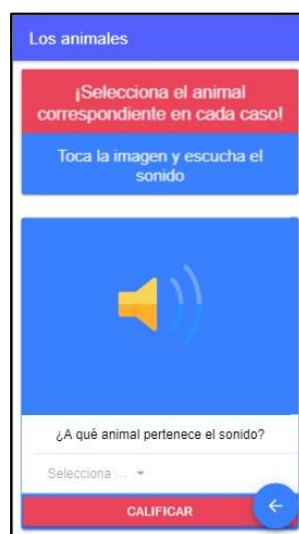 Los animales
¡Selecciona el animal
correspondiente en cada caso!
Toca la imagen y escucha el
sonido
¿A qué animal pertenece el sonido?
Selecciona ...
CALIFICAR